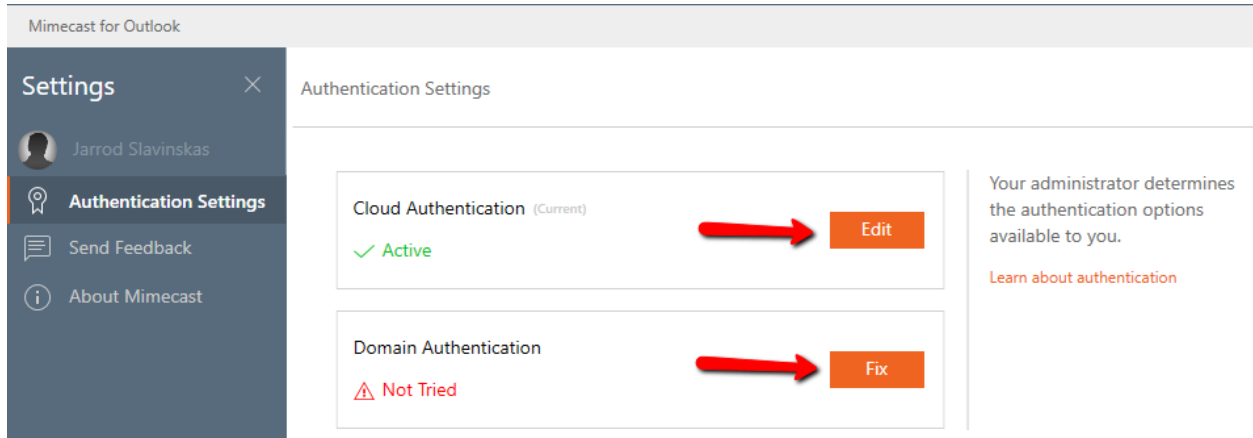 Mimecast for Outlook
Settings
Authentication Settings
Jarrod Slavinskas
Authentication Settings
Send Feedback
About Mimecast
Cloud Authentication (Current)
Active
Edit
Domain Authentication
Not Tried
Fix
Your administrator determines
the authentication options
available to you.
Learn about authentication